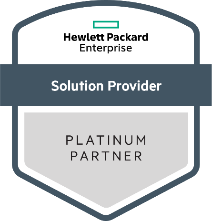 Hewlett Packard
Enterprise
Solution Provider
PLATINUM
PARTNER